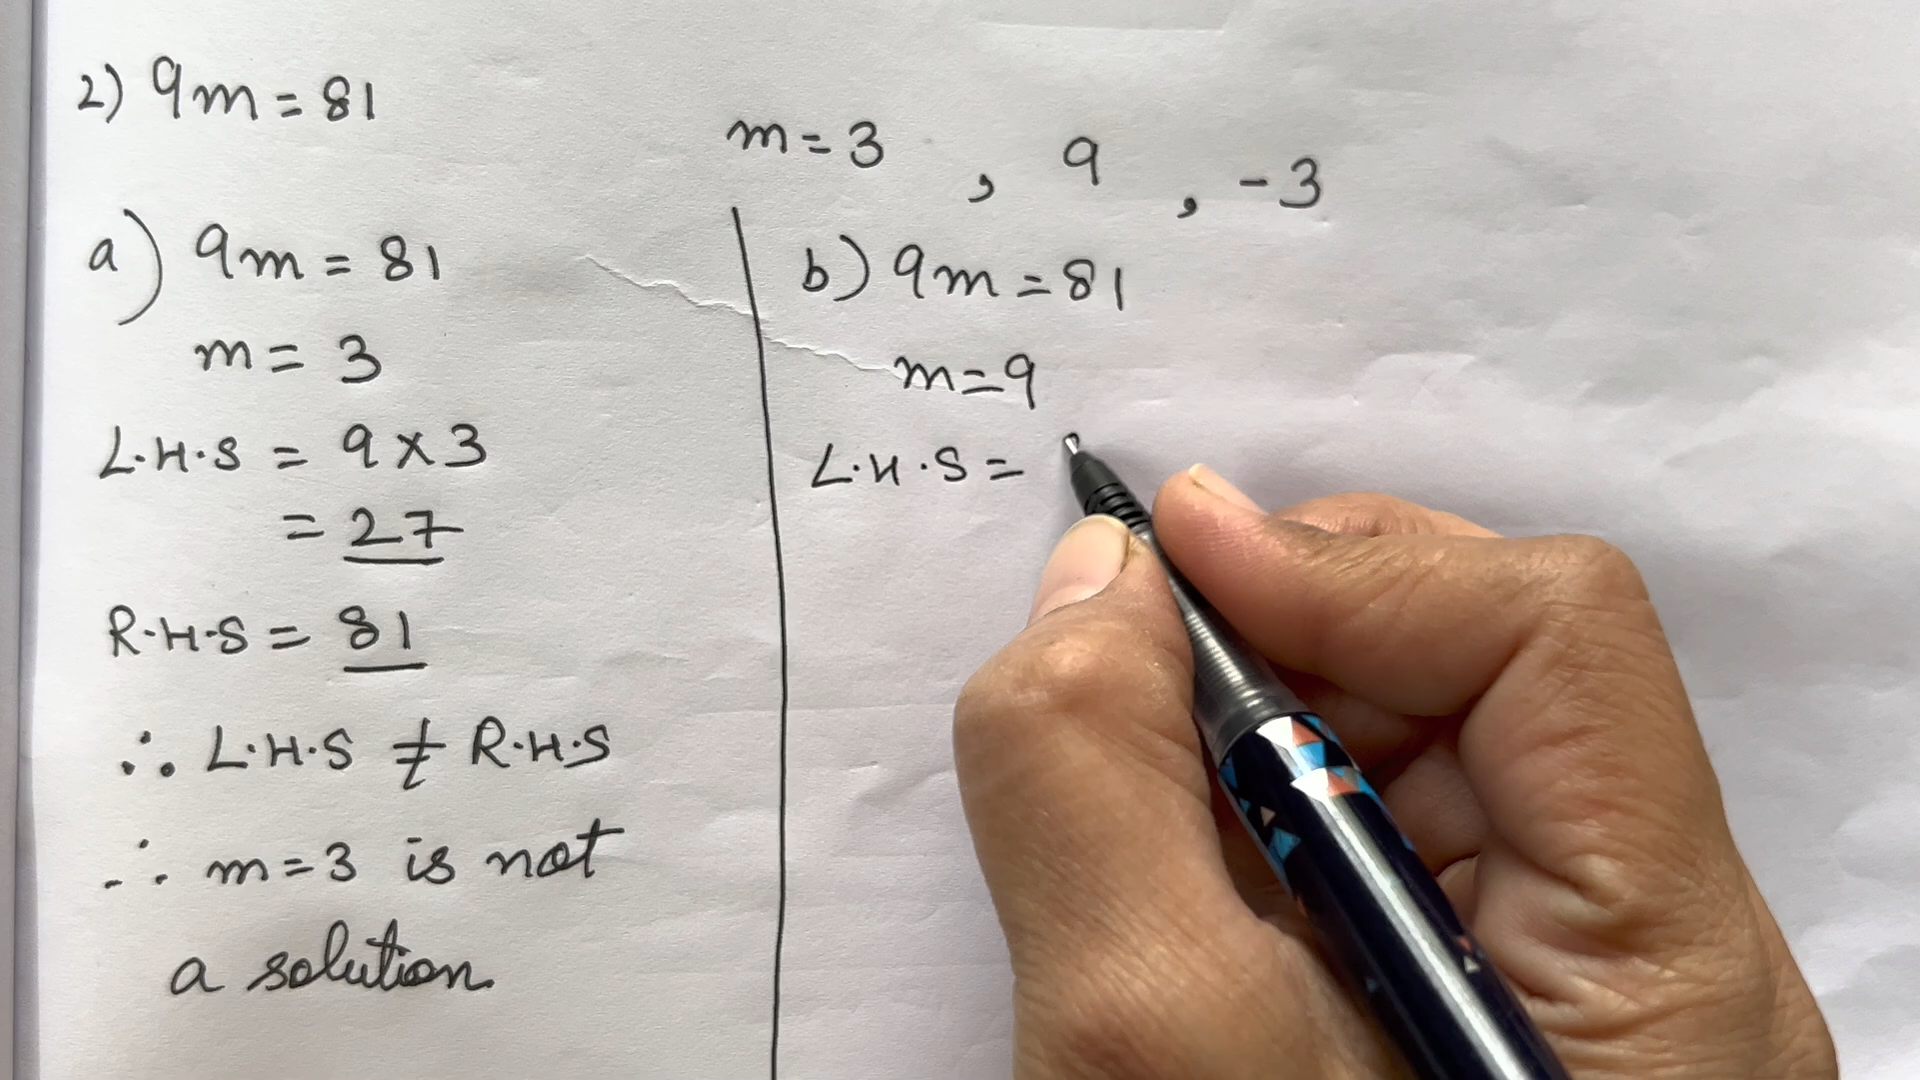 2) 9m = 81
m = 3 , 9 , -3
a) 9m = 81
m = 3
L.H.S = 9 x 3
= 27
R.H.S = 81
∴ L.H.S ≠ R.H.S
∴ m = 3 is not
a solution.
b) 9m = 81
m = 9
L.H.S =